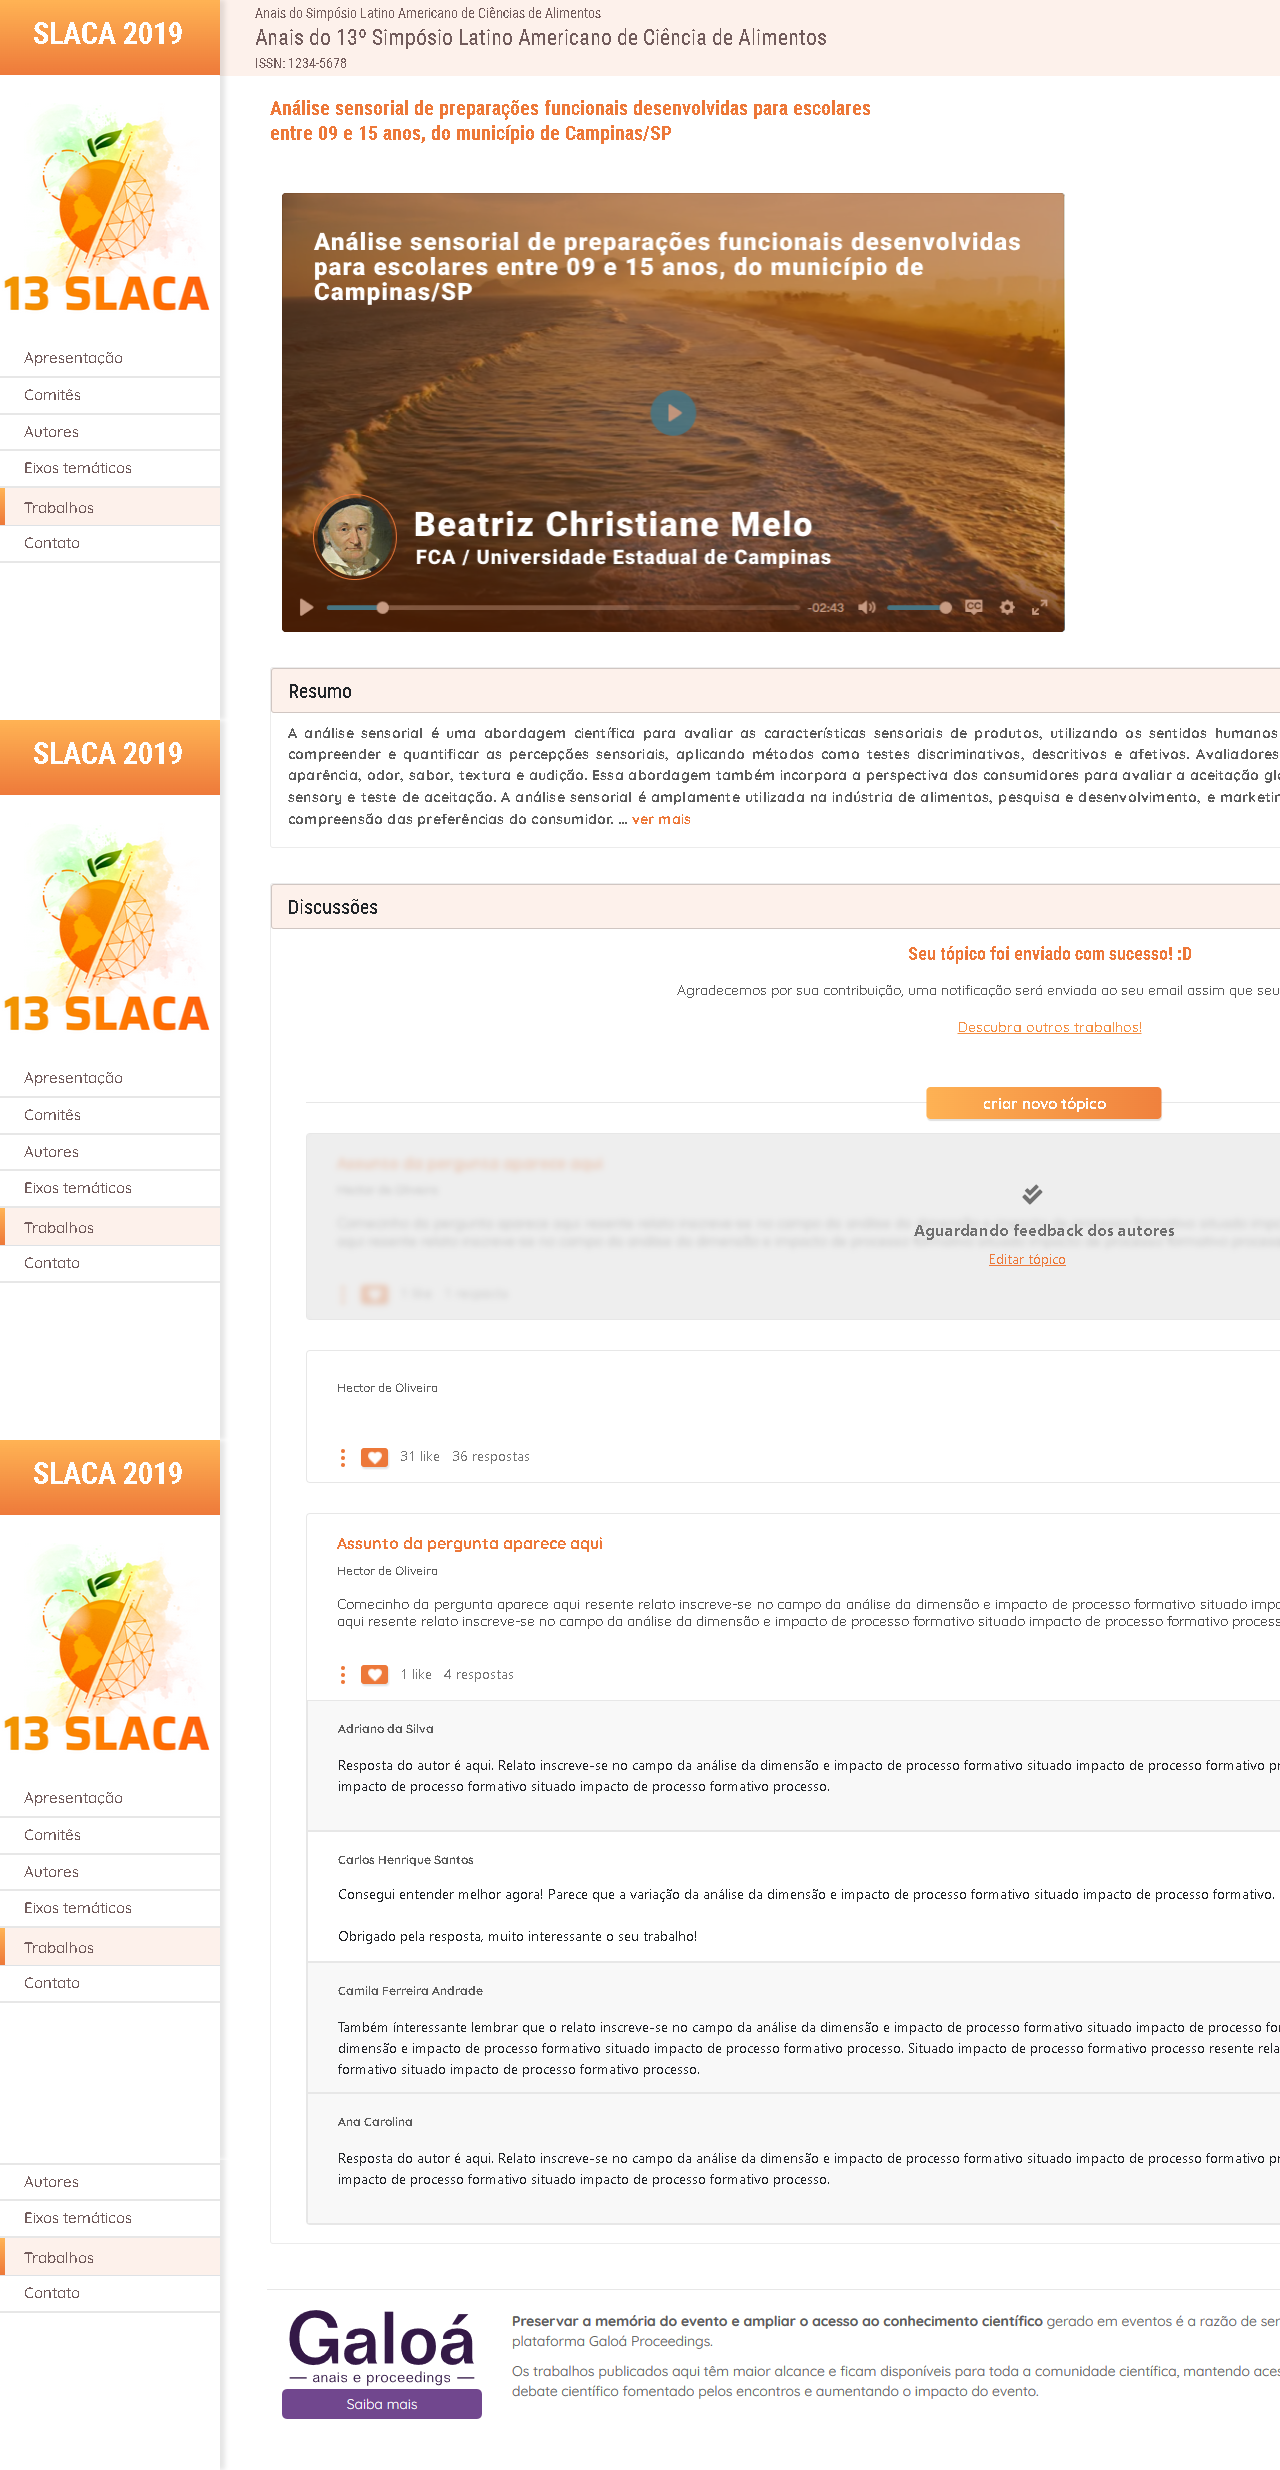 SLACA 2019
13 SLACA
Apresentação
Comitês
Autores
Eixos temáticos
Trabalhos
Contato
SLACA 2019
13 SLACA
Apresentação
Comitês
Autores
Eixos temáticos
Trabalhos
Contato
SLACA 2019
13 SLACA
Apresentação
Comitês
Autores
Eixos temáticos
Trabalhos
Contato
Autores
Eixos temáticos
Trabalhos
Contato
Anais do Simpósio Latino Americano de Ciências de Alimentos
Anais do 13º Simpósio Latino Americano de Ciência de Alimentos
ISSN: 1234-5678
Análise sensorial de preparações funcionais desenvolvidas para escolares
entre 09 e 15 anos, do município de Campinas/SP
Análise sensorial de preparações funcionais desenvolvidas
para escolares entre 09 e 15 anos, do município de
Campinas/SP
Beatriz Christiane Melo
FCA / Universidade Estadual de Campinas
-02:43
CC
Resumo
A análise sensorial é uma abordagem científica para avaliar as características sensoriais de produtos, utilizando os sentidos humanos
compreender e quantificar as percepções sensoriais, aplicando métodos como testes discriminativos, descritivos e afetivos. Avaliadores
aparência, odor, sabor, textura e audição. Essa abordagem também incorpora a perspectiva dos consumidores para avaliar a aceitação
sensory e teste de aceitação. A análise sensorial é amplamente utilizada na indústria de alimentos, pesquisa e desenvolvimento, e
compreensão das preferências do consumidor. ... ver mais
Discussões
Seu tópico foi enviado com sucesso! :D
Agradecemos por sua contribuição, uma notificação será enviada ao seu email assim que seu
Descubra outros trabalhos!
criar novo tópico
Aguardando feedback dos autores
Editar tópico
Hector de Oliveira
31 like 36 respostas
Assunto da pergunta aparece aqui
Hector de Oliveira
Comecinho da pergunta aparece aqui resente relato inscreve-se no campo da análise da dimensão e impacto de processo formativo situado
aqui resente relato inscreve-se no campo da análise da dimensão e impacto de processo formativo situado impacto de processo formativo
1 like 4 respostas
Adriano da Silva
Resposta do autor é aqui. Relato inscreve-se no campo da análise da dimensão e impacto de processo formativo situado impacto de processo formativo
impacto de processo formativo situado impacto de processo formativo processo.
Carlos Henrique Santos
Consegui entender melhor agora! Parece que a variação da análise da dimensão e impacto de processo formativo situado impacto de processo formativo.
Obrigado pela resposta, muito interessante o seu trabalho!
Camila Ferreira Andrade
Também ínteressante lembrar que o relato inscreve-se no campo da análise da dimensão e impacto de processo formativo situado impacto de processo
dimensão e impacto de processo formativo situado impacto de processo formativo processo. Situado impacto de processo formativo processo resente
formativo situado impacto de processo formativo processo.
Ana Carolina
Resposta do autor é aqui. Relato inscreve-se no campo da análise da dimensão e impacto de processo formativo situado impacto de processo formativo
impacto de processo formativo situado impacto de processo formativo processo.
Galoá
anais e proceedings
Saiba mais
Preservar a memória do evento e ampliar o acesso ao conhecimento científico gerado em eventos é a razão de ser
plataforma Galoá Proceedings.
Os trabalhos publicados aqui têm maior alcance e ficam disponíveis para toda a comunidade científica, mantendo
debate científico fomentado pelos encontros e aumentando o impacto do evento.